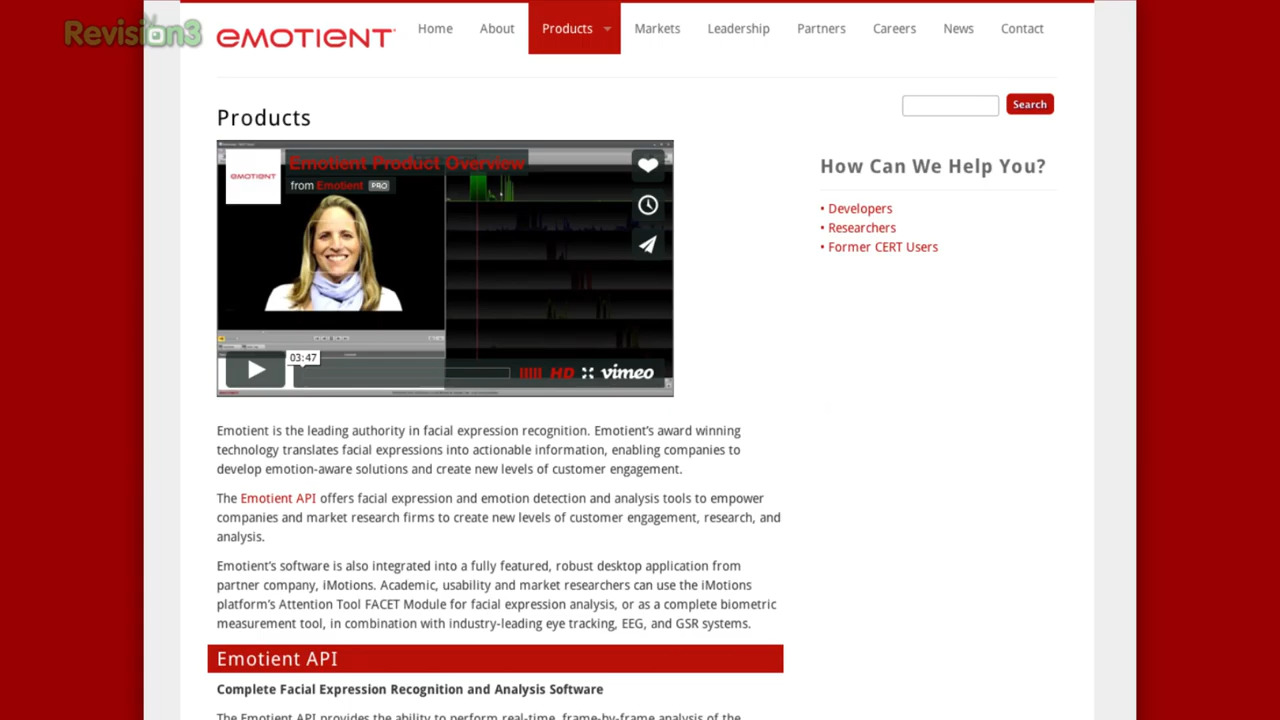 Revision3
EMOTIENT
Home About Products Markets Leadership Partners Careers News Contact
Search
Products
EMOTIENT
Emotient Product Overview
from Emotient PRO
03:47
HD vimeo
How Can We Help You?
• Developers
• Researchers
• Former CERT Users
Emotient is the leading authority in facial expression recognition. Emotient's award winning
technology translates facial expressions into actionable information, enabling companies to
develop emotion-aware solutions and create new levels of customer engagement.
The Emotient API offers facial expression and emotion detection and analysis tools to empower
companies and market research firms to create new levels of customer engagement, research, and
analysis.
Emotient's software is also integrated into a fully featured, robust desktop application from
partner company, iMotions. Academic, usability and market researchers can use the iMotions
platform's Attention Tool FACET Module for facial expression analysis, or as a complete biometric
measurement tool, in combination with industry-leading eye tracking, EEG, and GSR systems.
Emotient API
Complete Facial Expression Recognition and Analysis Software
The Emotient API provides the ability to perform real-time, frame-by-frame analysis of the